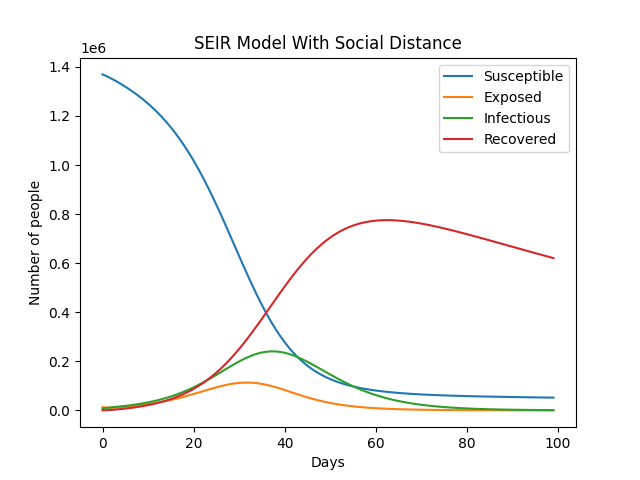 SEIR Model With Social Distance
1e6
1.4
1.2
1.0
0.8
0.6
0.4
0.2
0.0
Number of people
Susceptible
Exposed
Infectious
Recovered
0 20 40 60 80 100
Days